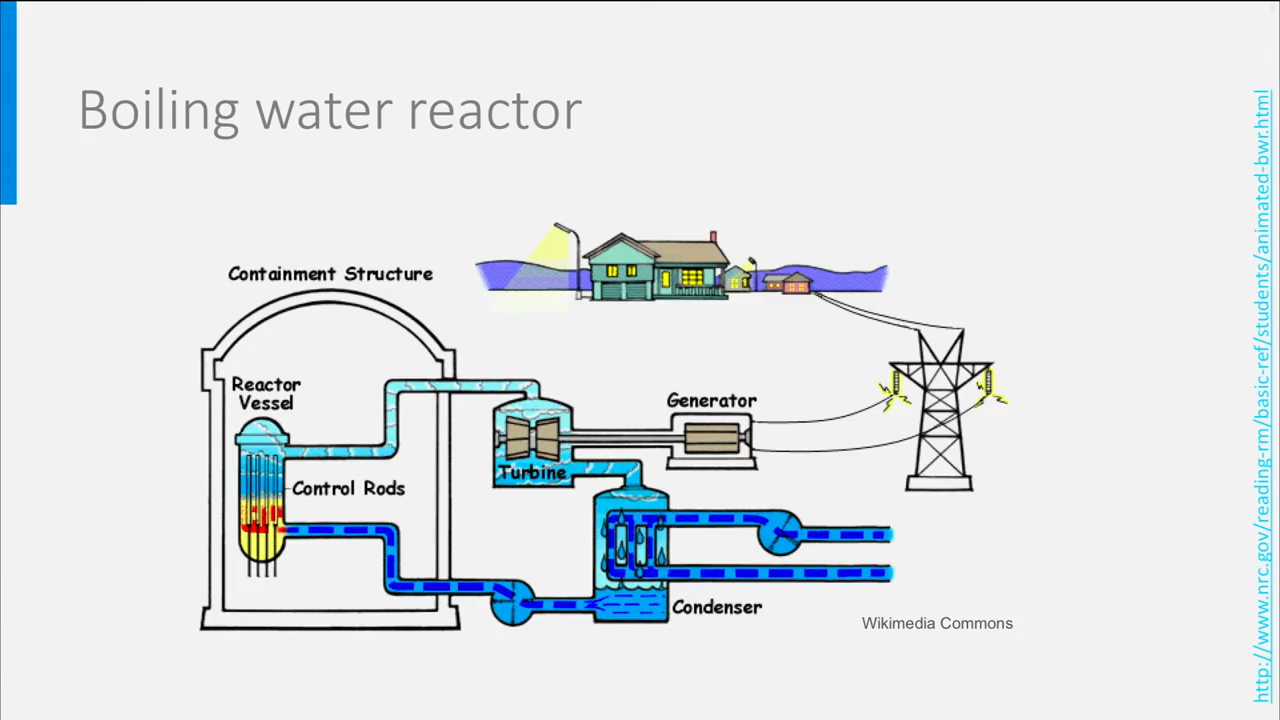 Boiling water reactor
Containment Structure
Reactor
Vessel
Control Rods
Turbine
Generator
Condenser
Wikimedia Commons
http://www.nrc.gov/reading-rm/basic-ref/students/animated-bwr.html